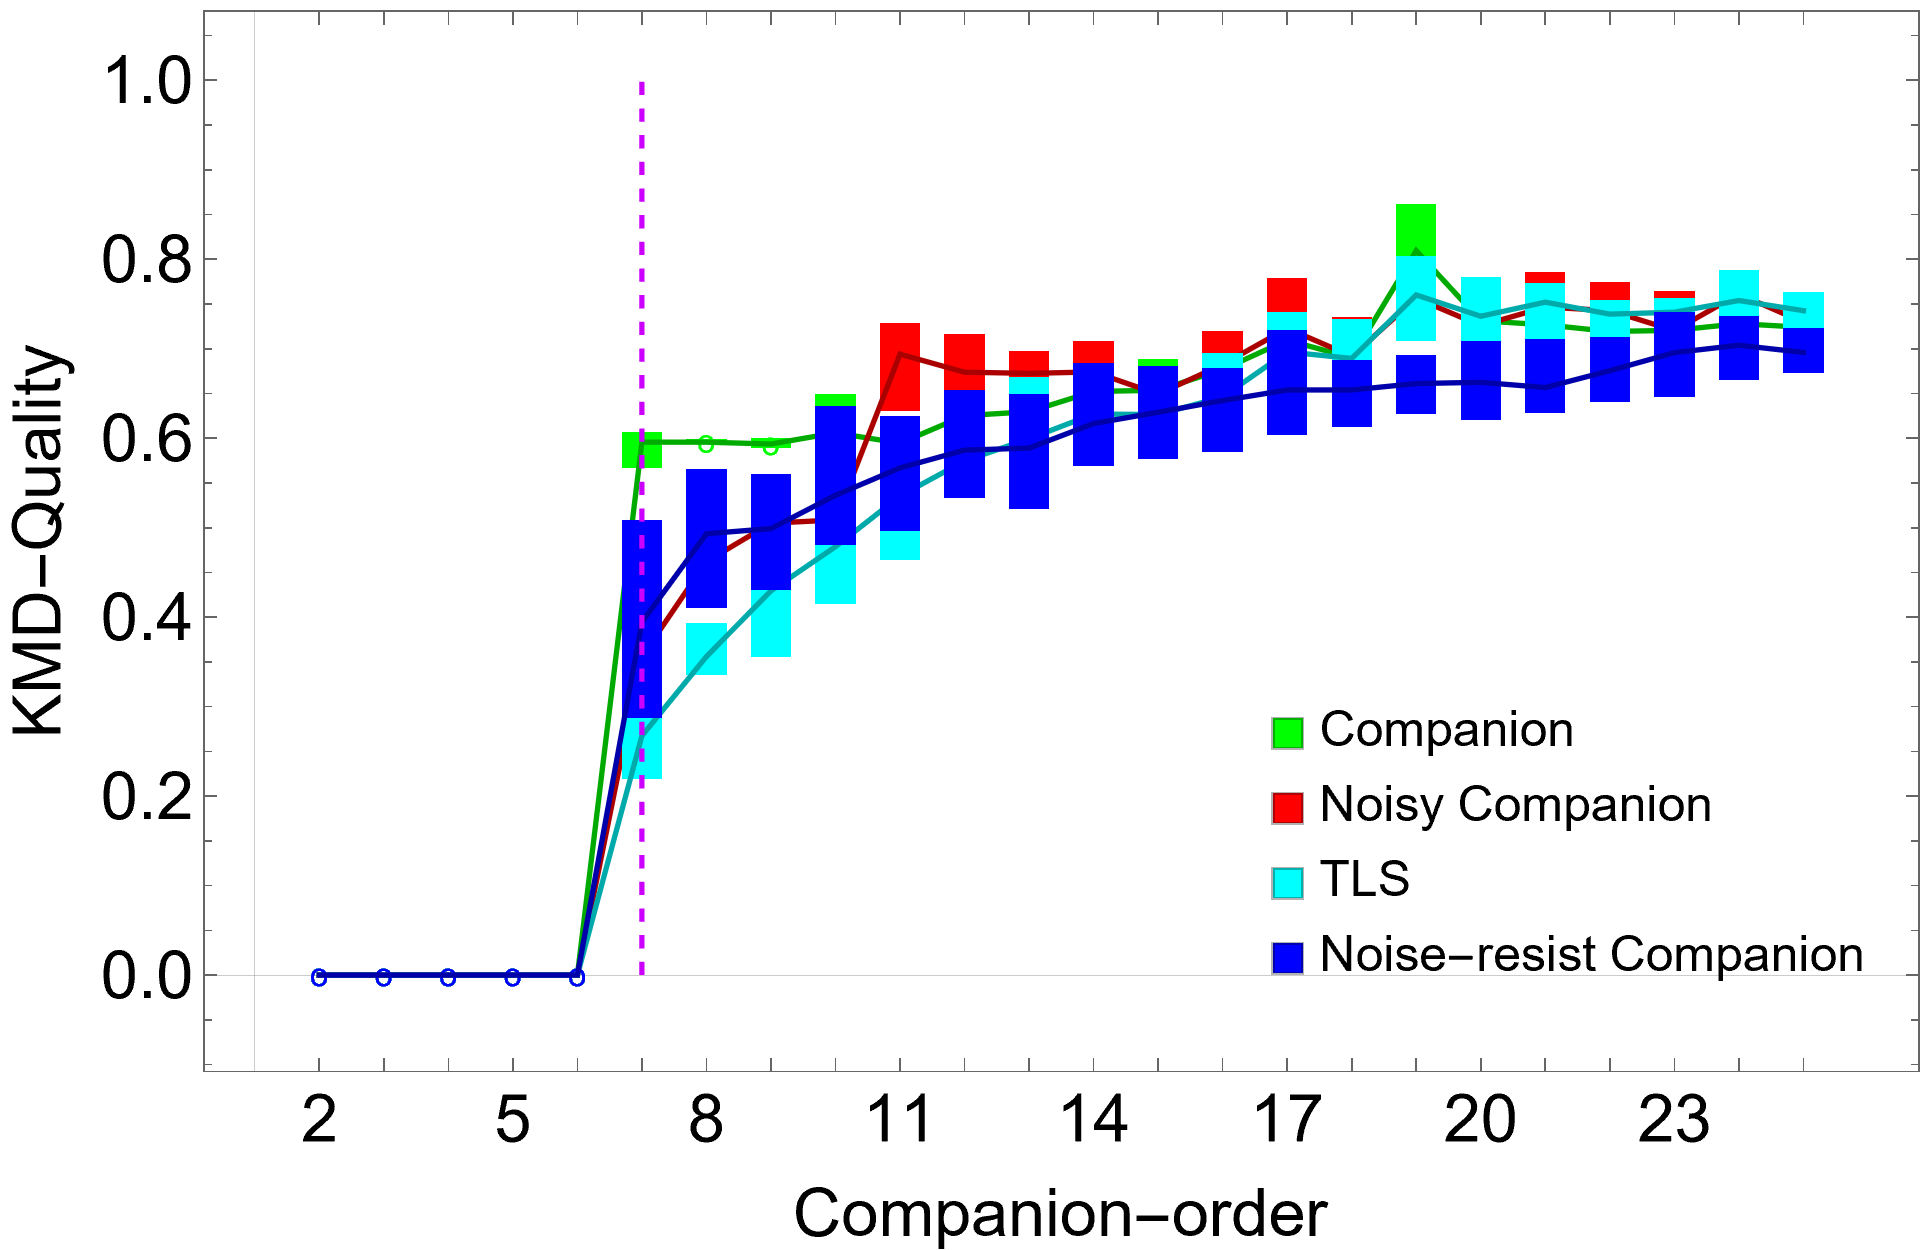 KMD−Quality
1.0
0.8
0.6
0.4
0.2
0.0
Companion
Noisy Companion
TLS
Noise−resist Companion
2 5 8 11 14 17 20 23
Companion−order